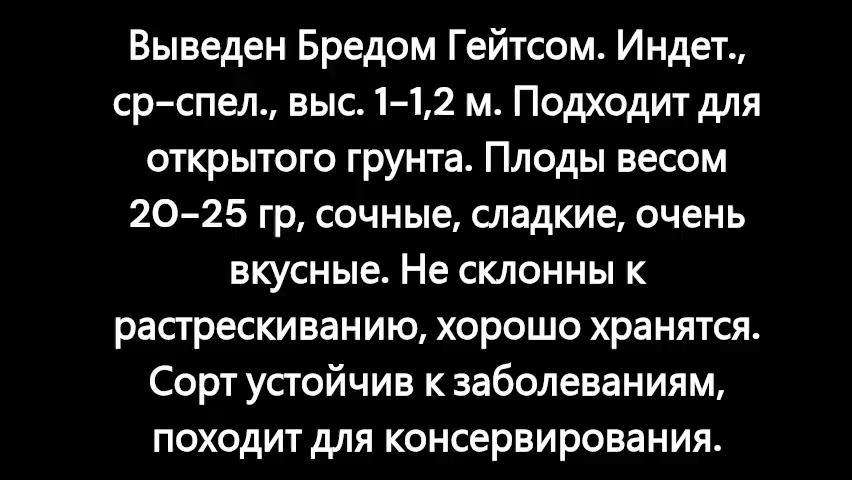 Выведен Бредом Гейтсом. Индет.,
ср-спел., выс. 1-1,2 м. Подходит для
открытого грунта. Плоды весом
20-25 гр, сочные, сладкие, очень
вкусные. Не склонны к
растрескиванию, хорошо хранятся.
Сорт устойчив к заболеваниям,
походит для консервирования.